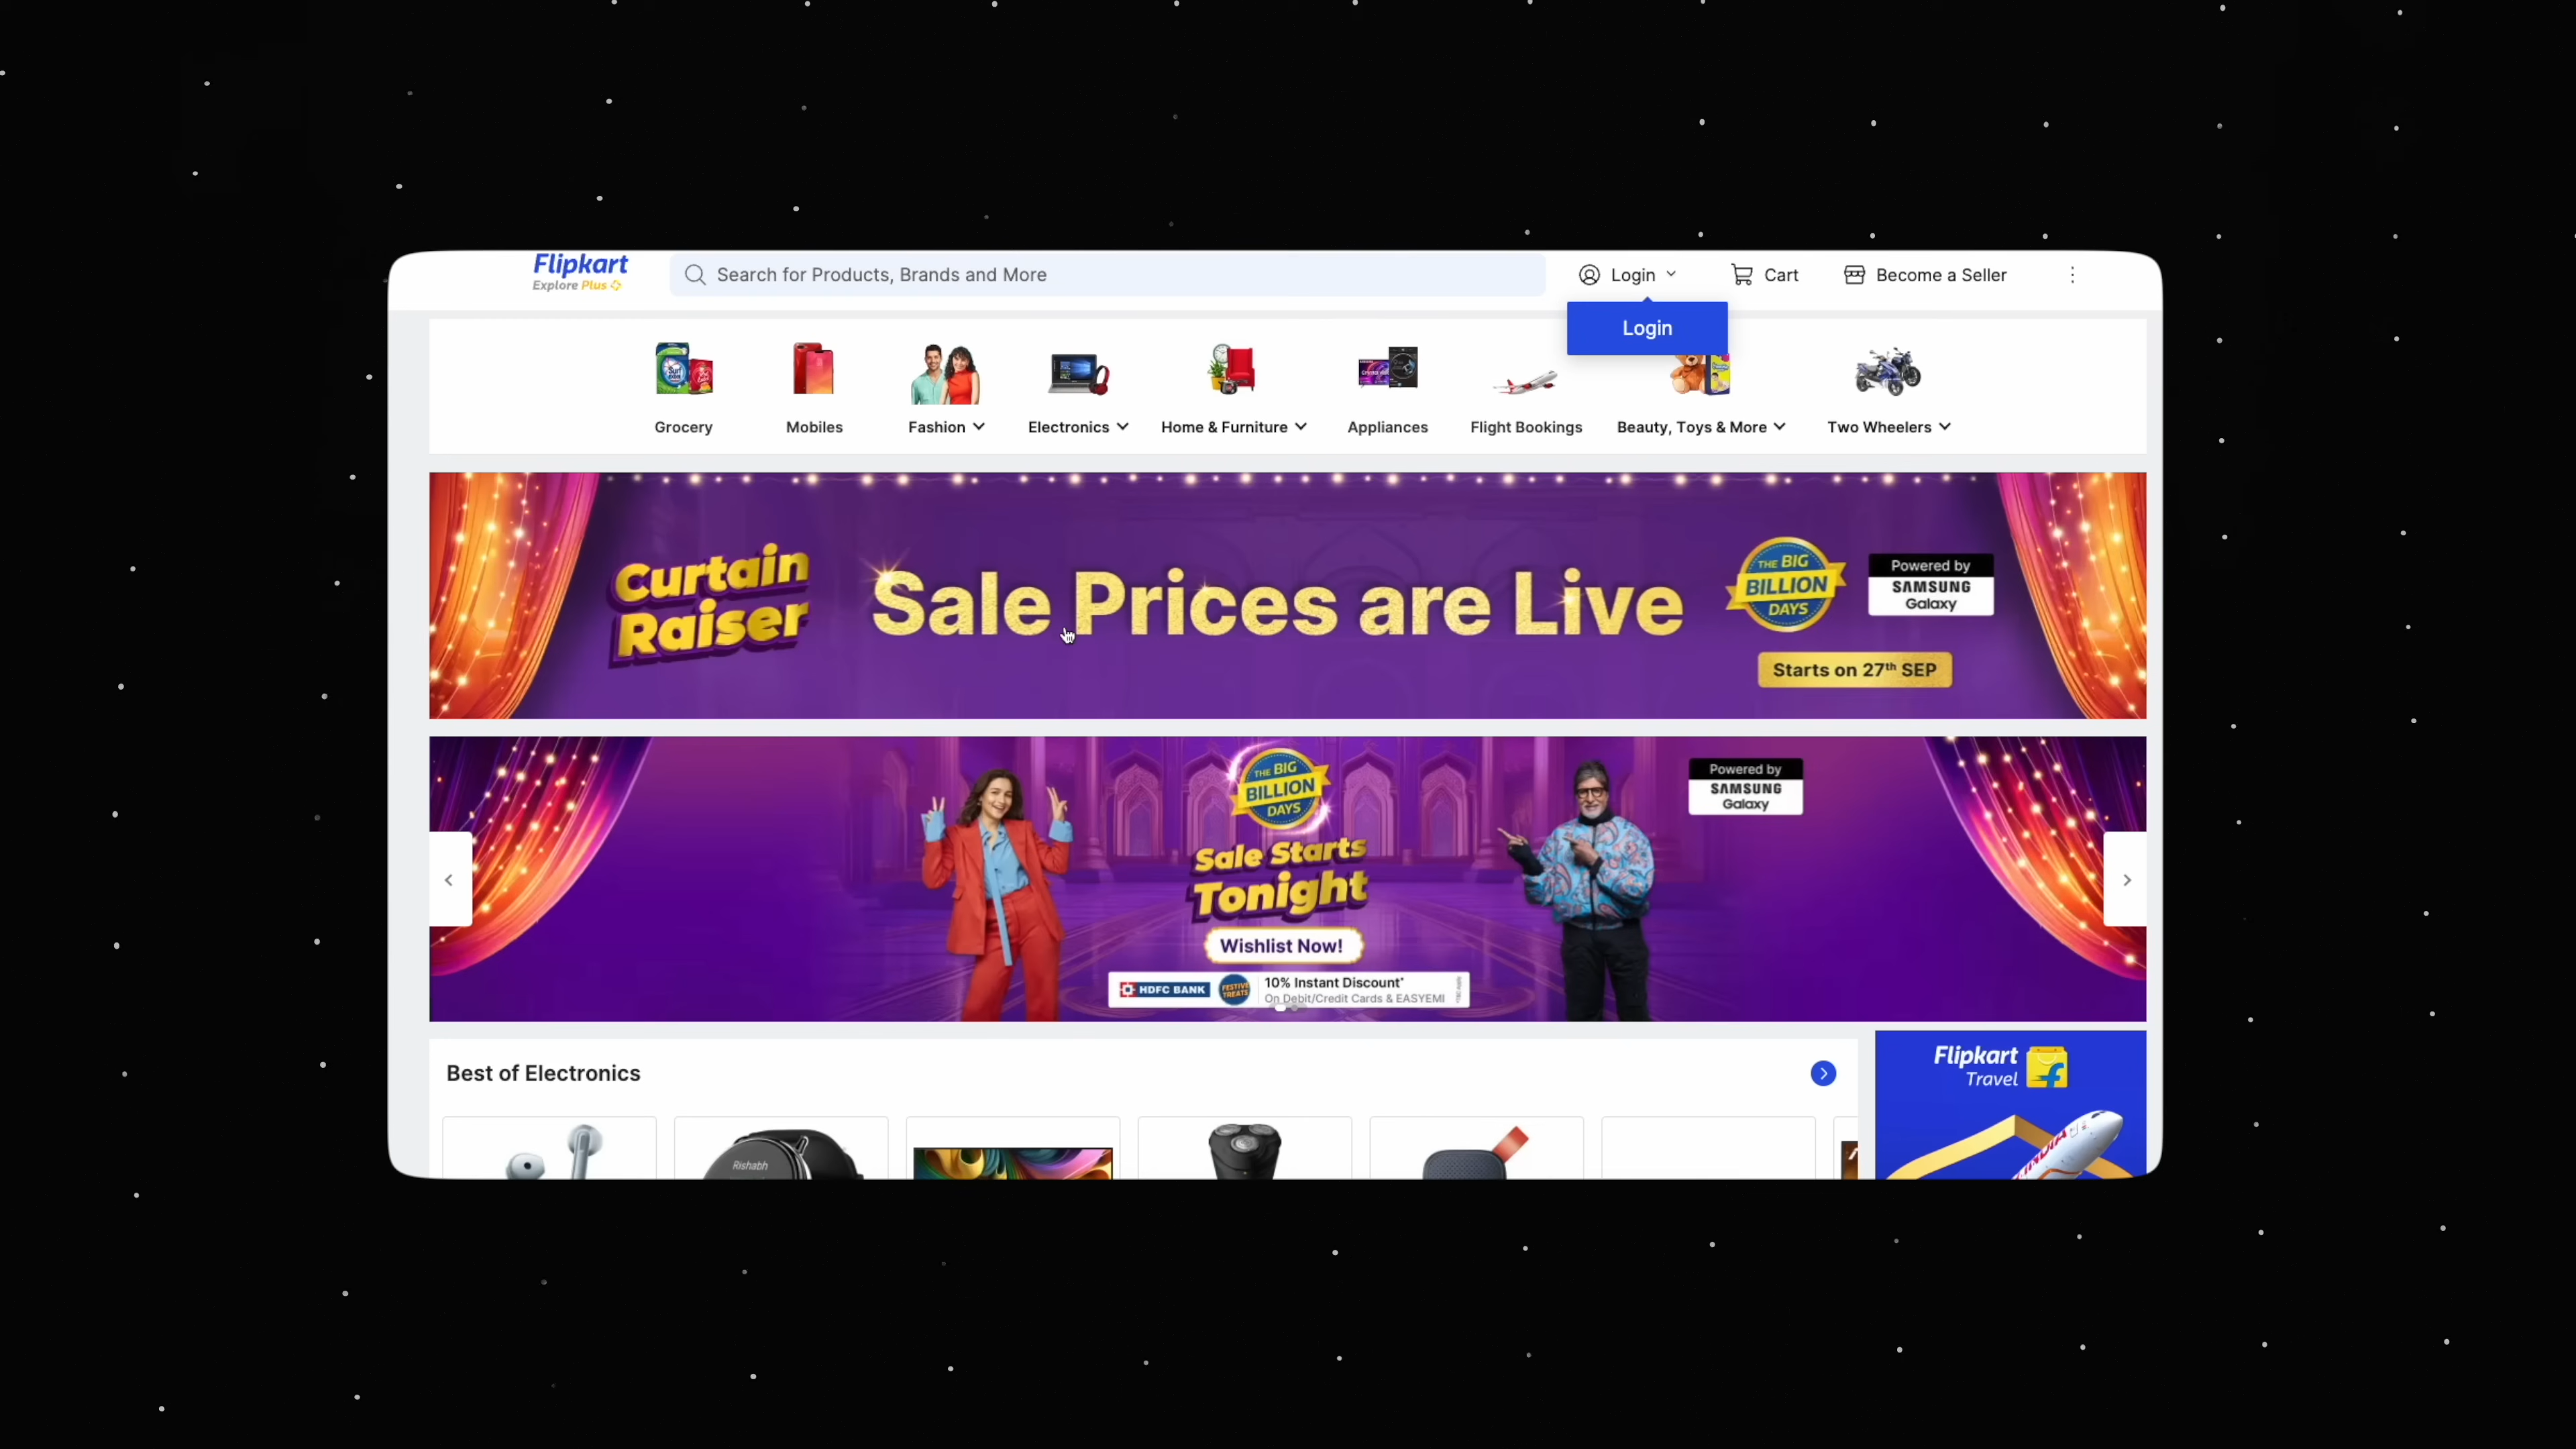 Flipkart
Explore Plus
Search for Products, Brands and More
Login
Cart
Become a Seller
Login
Grocery
Mobiles
Fashion
Electronics
Home & Furniture
Appliances
Flight Bookings
Beauty, Toys & More
Two Wheelers
Curtain
Raiser
Sale Prices are Live
THE BIG
BILLION
DAYS
Powered by
SAMSUNG
Galaxy
Starts on 27th SEP
THE BIG
BILLION
DAYS
Sale Starts
Tonight
Wishlist Now!
HDFC BANK
FESTIVE
TREATS
10% Instant Discount*
On Debit/Credit Cards & EASYEMI
Powered by
SAMSUNG
Galaxy
Best of Electronics
Flipkart
Travel
Rishabh